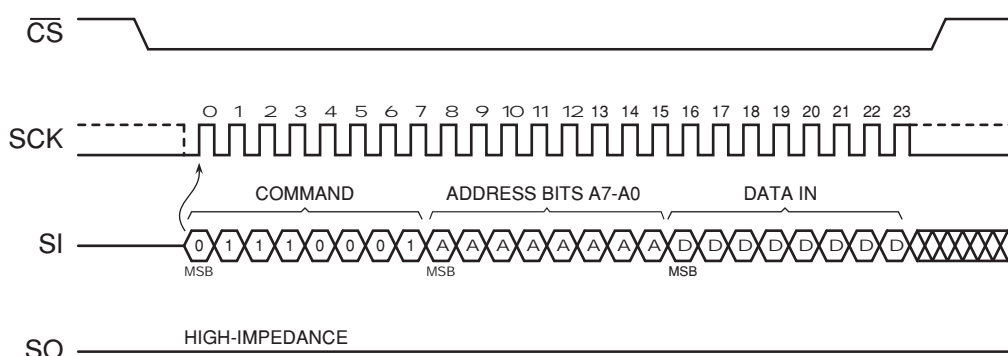 CS
0 1 2 3 4 5 6 7 8 9 10 11 12 13 14 15 16 17 18 19 20 21 22 23
SCK
COMMAND ADDRESS BITS A7-A0 DATA IN
SI 0 1 1 1 0 0 0 1 A A A A A A A A D D D D D D D D
MSB MSB MSB
HIGH-IMPEDANCE
SO